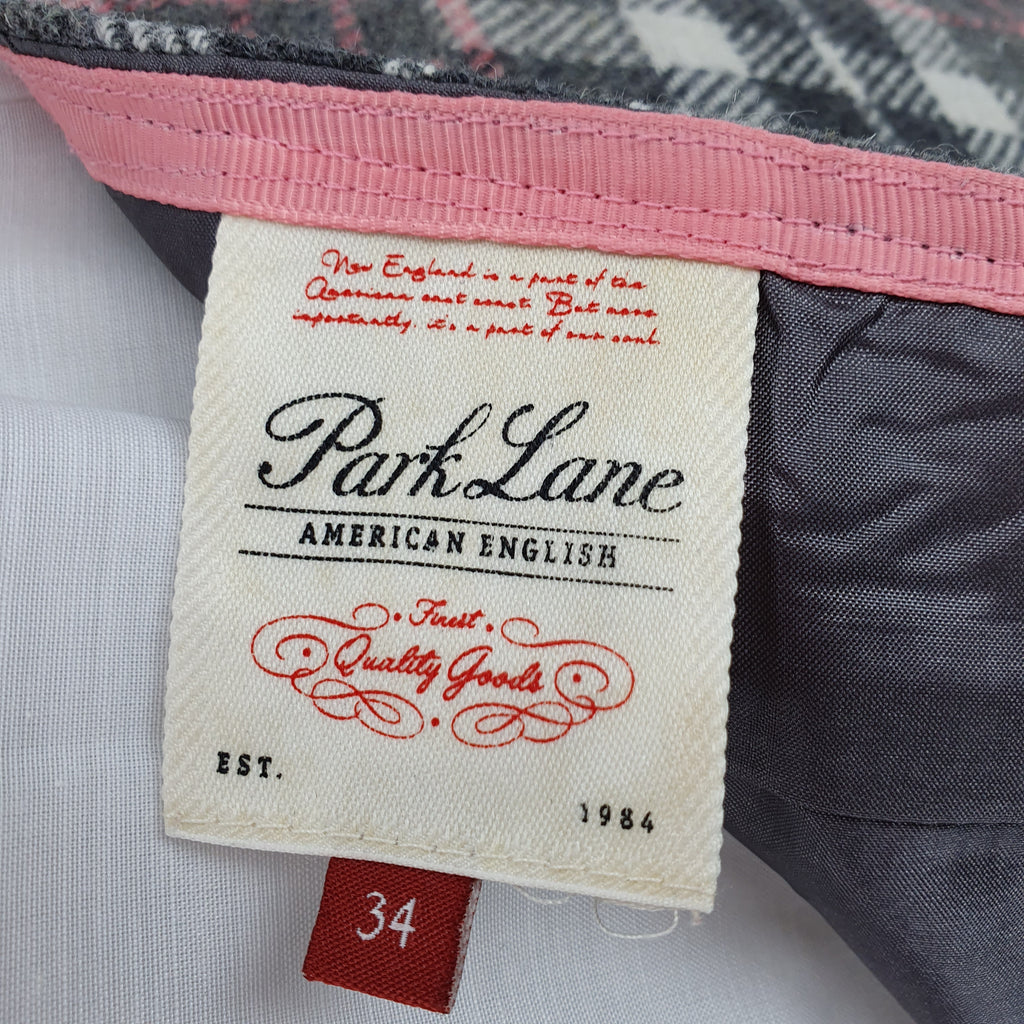 New England is a part of the
American east coast. But more
importantly, it's a part of our soul.
Park Lane
AMERICAN ENGLISH
Finest
Quality Goods
EST.
1984
34